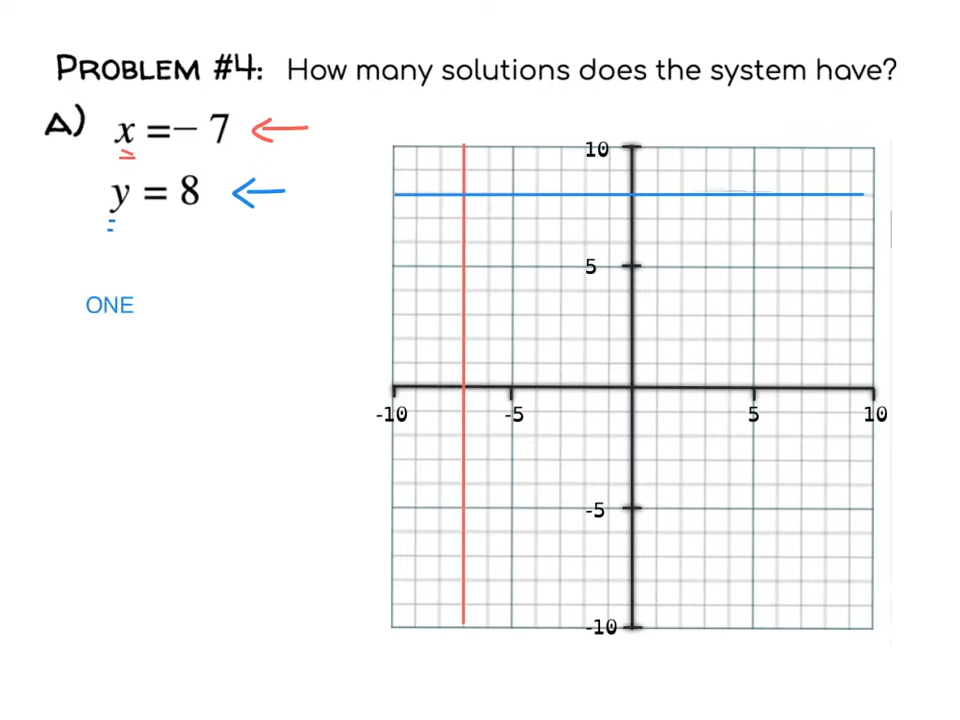 PROBLEM #4: How many solutions does the system have?
A) x =− 7
y = 8
ONE
10
5
-10 -5 5 10
-5
-10